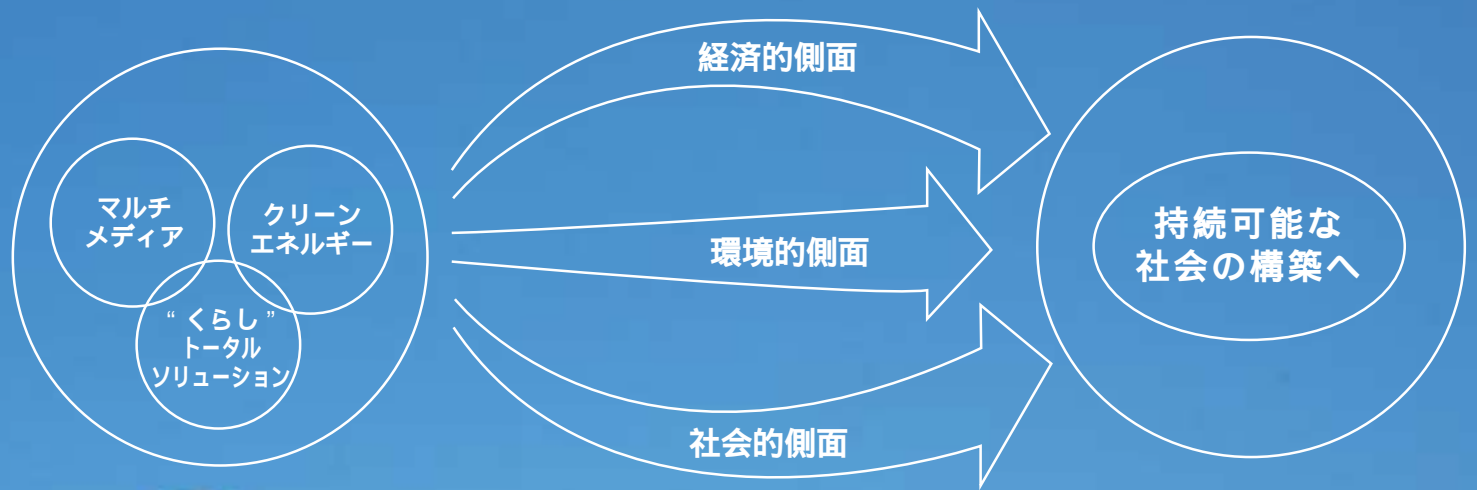 経済的側面
マルチ
メディア
クリーン
エネルギー
“くらし”
トータル
ソリューション
環境的側面
社会的側面
持続可能な
社会の構築へ